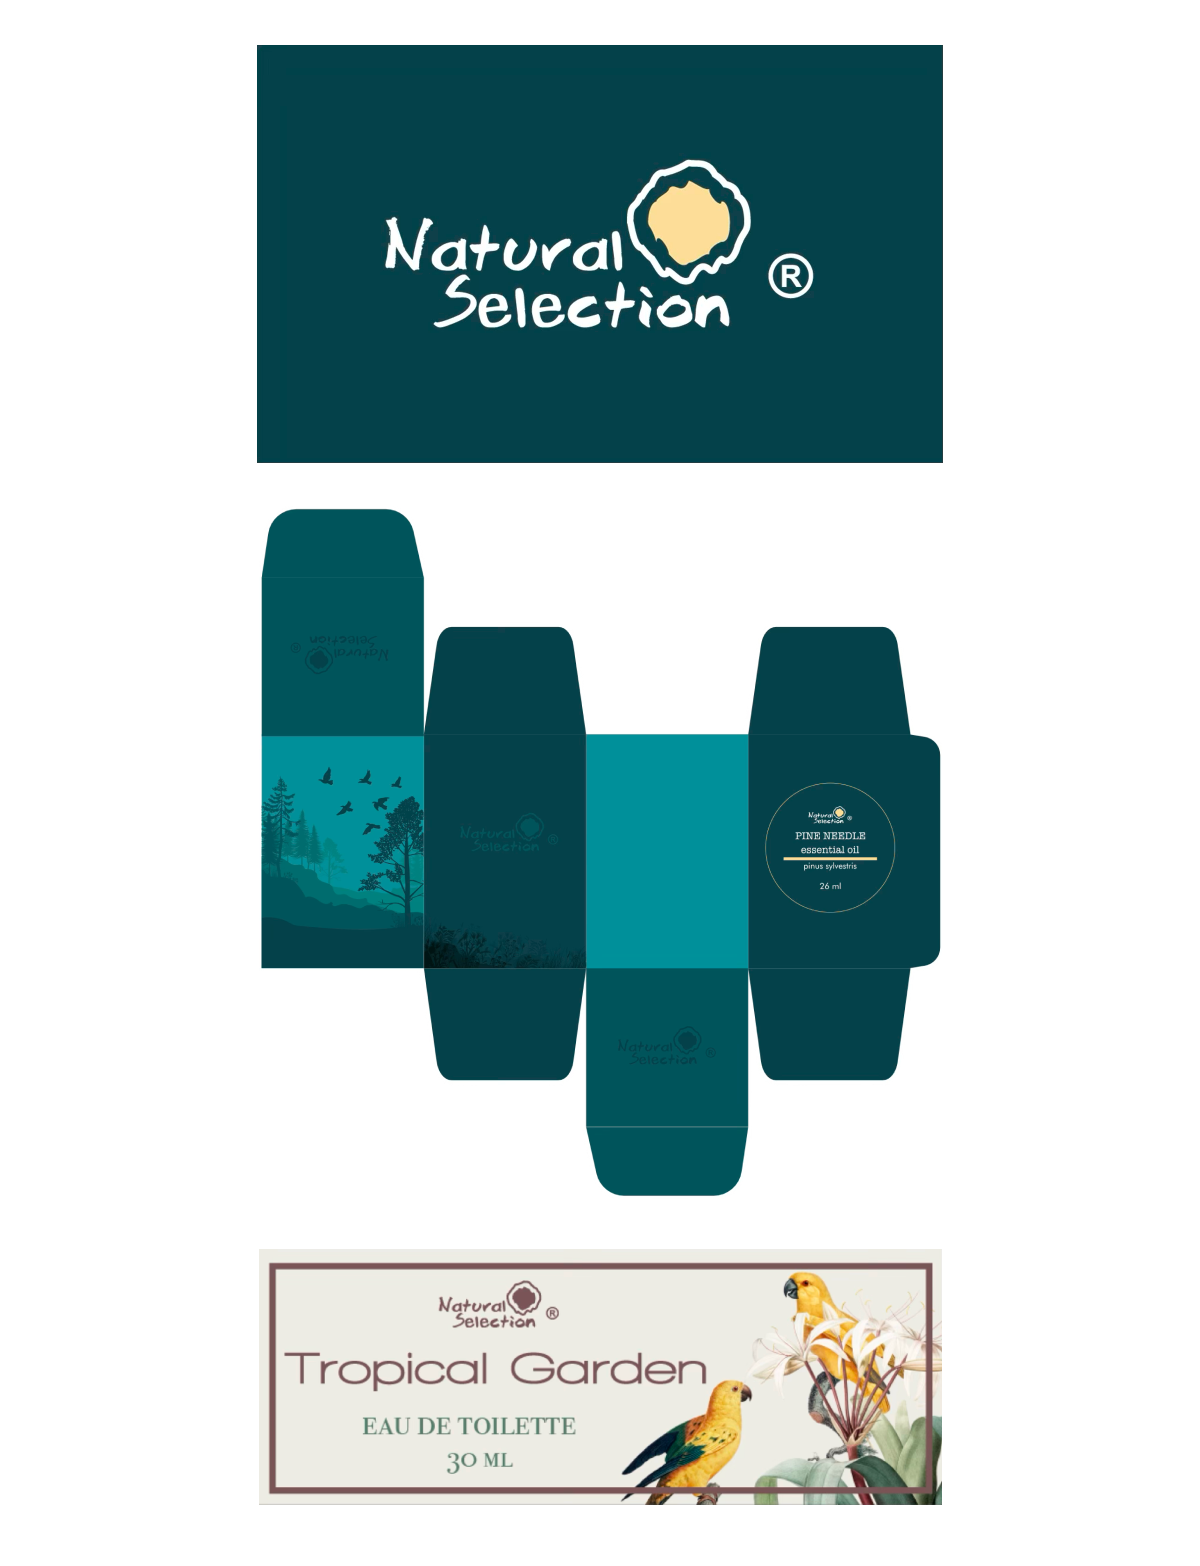 Natural
Selection
®
Natural
Selection
®
Natural
Selection
®
Natural
Selection
®
PINE NEEDLE
essential oil
pinus sylvestris
26 ml
Natural
Selection
®
Natural
Selection
®
Tropical Garden
EAU DE TOILETTE
30 ML